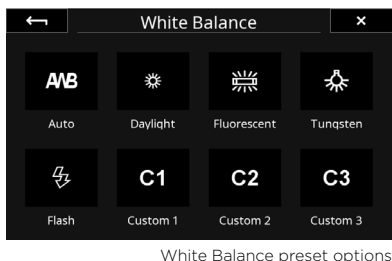 White Balance ×
AWB C1 C2 C3
Auto Daylight Fluorescent Tungsten
Flash Custom 1 Custom 2 Custom 3
White Balance preset options